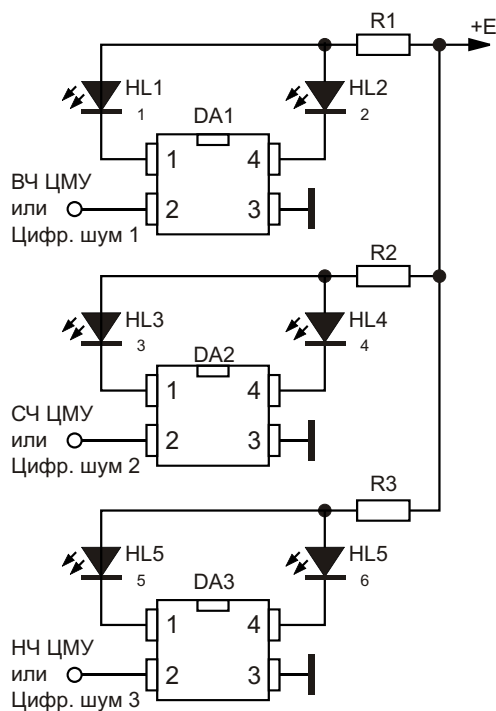 R1
+E
HL1
1
HL2
2
DA1
1
4
2
3
ВЧ ЦМУ
или
Цифр. шум 1
R2
HL3
3
HL4
4
DA2
1
4
2
3
СЧ ЦМУ
или
Цифр. шум 2
R3
HL5
5
HL5
6
DA3
1
4
2
3
НЧ ЦМУ
или
Цифр. шум 3